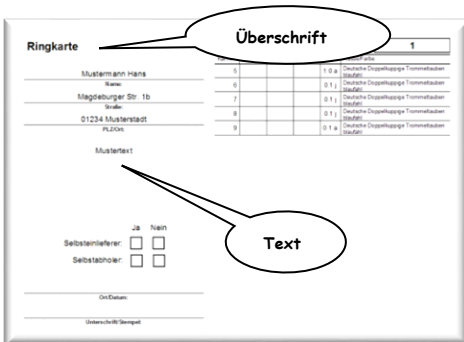 Überschrift
Ringkarte
1
Mustermann Hans
Name:
Magdeburger Str. 1b
Straße:
01234 Musterstadt
PLZ/Ort:
Mustertext
5 1.0 a Deutsche Doppelkuppige Trommeltauben
blaufahl
6 0.1 j Deutsche Doppelkuppige Trommeltauben
blaufahl
7 0.1 j Deutsche Doppelkuppige Trommeltauben
blaufahl
8 0.1 j Deutsche Doppelkuppige Trommeltauben
blaufahl
9 0.1 a Deutsche Doppelkuppige Trommeltauben
blaufahl
Text
Ja Nein
Selbsteinlieferer:
Selbstabholer:
Ort/Datum:
Unterschrift/Stempel: